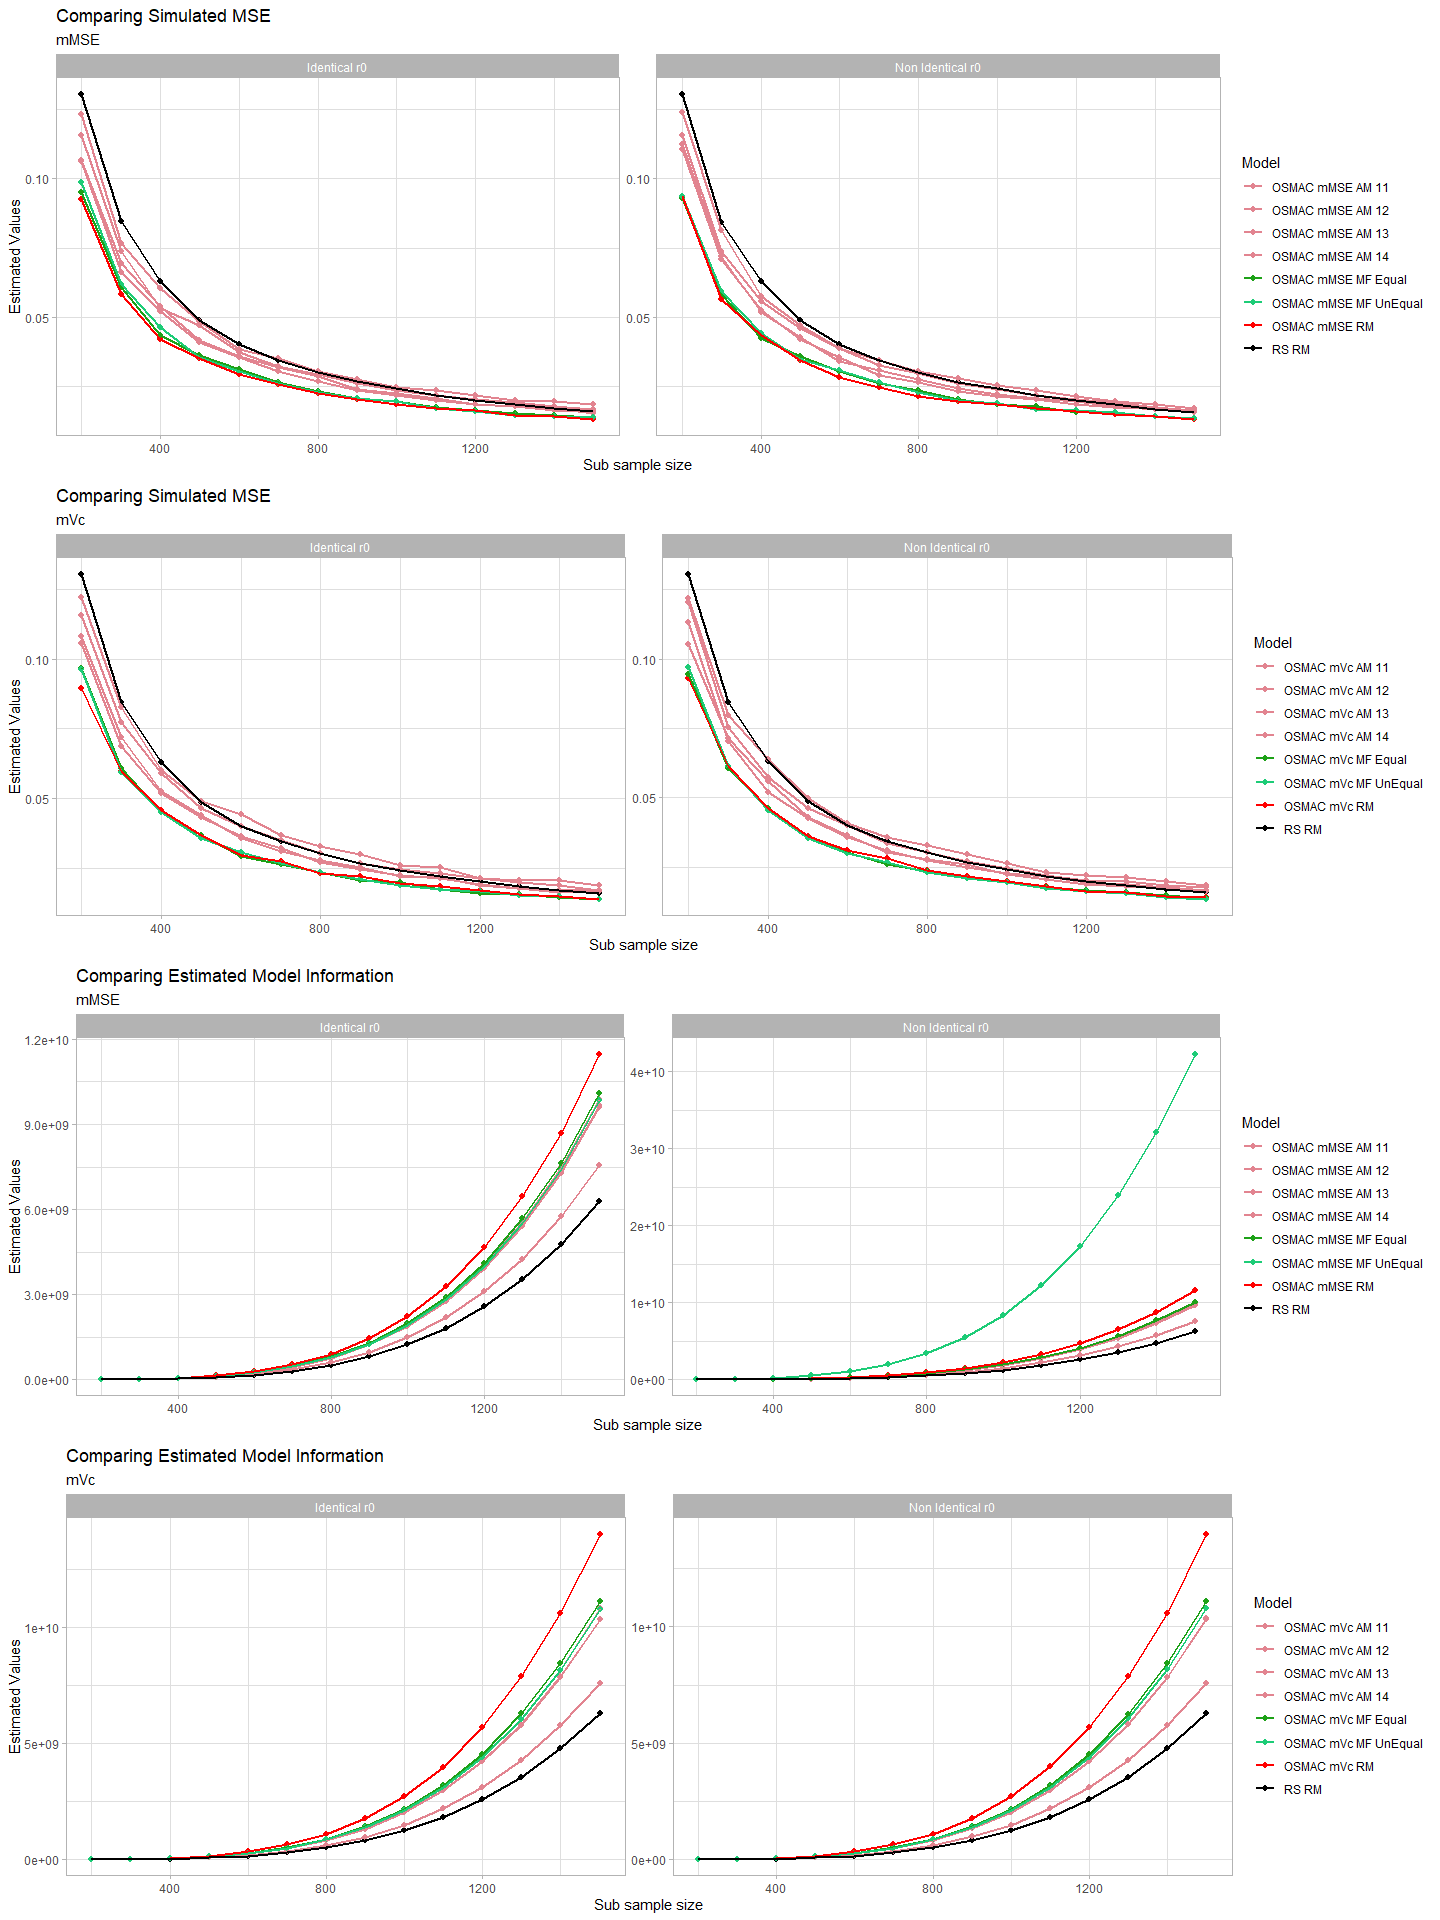 Comparing Simulated MSE
mMSE
Identical r0
Non Identical r0
Estimated Values
0.10
0.05
0.10
0.05
400
800
1200
400
800
1200
Sub sample size
Model
OSMAC mMSE AM 11
OSMAC mMSE AM 12
OSMAC mMSE AM 13
OSMAC mMSE AM 14
OSMAC mMSE MF Equal
OSMAC mMSE MF UnEqual
OSMAC mMSE RM
RS RM
Comparing Simulated MSE
mVc
Identical r0
Non Identical r0
Estimated Values
0.10
0.05
0.10
0.05
400
800
1200
400
800
1200
Sub sample size
Model
OSMAC mVc AM 11
OSMAC mVc AM 12
OSMAC mVc AM 13
OSMAC mVc AM 14
OSMAC mVc MF Equal
OSMAC mVc MF UnEqual
OSMAC mVc RM
RS RM
Comparing Estimated Model Information
mMSE
Identical r0
Non Identical r0
Estimated Values
1.2e+10
9.0e+09
6.0e+09
3.0e+09
0.0e+00
4e+10
3e+10
2e+10
1e+10
0e+00
400
800
1200
400
800
1200
Sub sample size
Model
OSMAC mMSE AM 11
OSMAC mMSE AM 12
OSMAC mMSE AM 13
OSMAC mMSE AM 14
OSMAC mMSE MF Equal
OSMAC mMSE MF UnEqual
OSMAC mMSE RM
RS RM
Comparing Estimated Model Information
mVc
Identical r0
Non Identical r0
Estimated Values
1e+10
5e+09
0e+00
1e+10
5e+09
0e+00
400
800
1200
400
800
1200
Sub sample size
Model
OSMAC mVc AM 11
OSMAC mVc AM 12
OSMAC mVc AM 13
OSMAC mVc AM 14
OSMAC mVc MF Equal
OSMAC mVc MF UnEqual
OSMAC mVc RM
RS RM